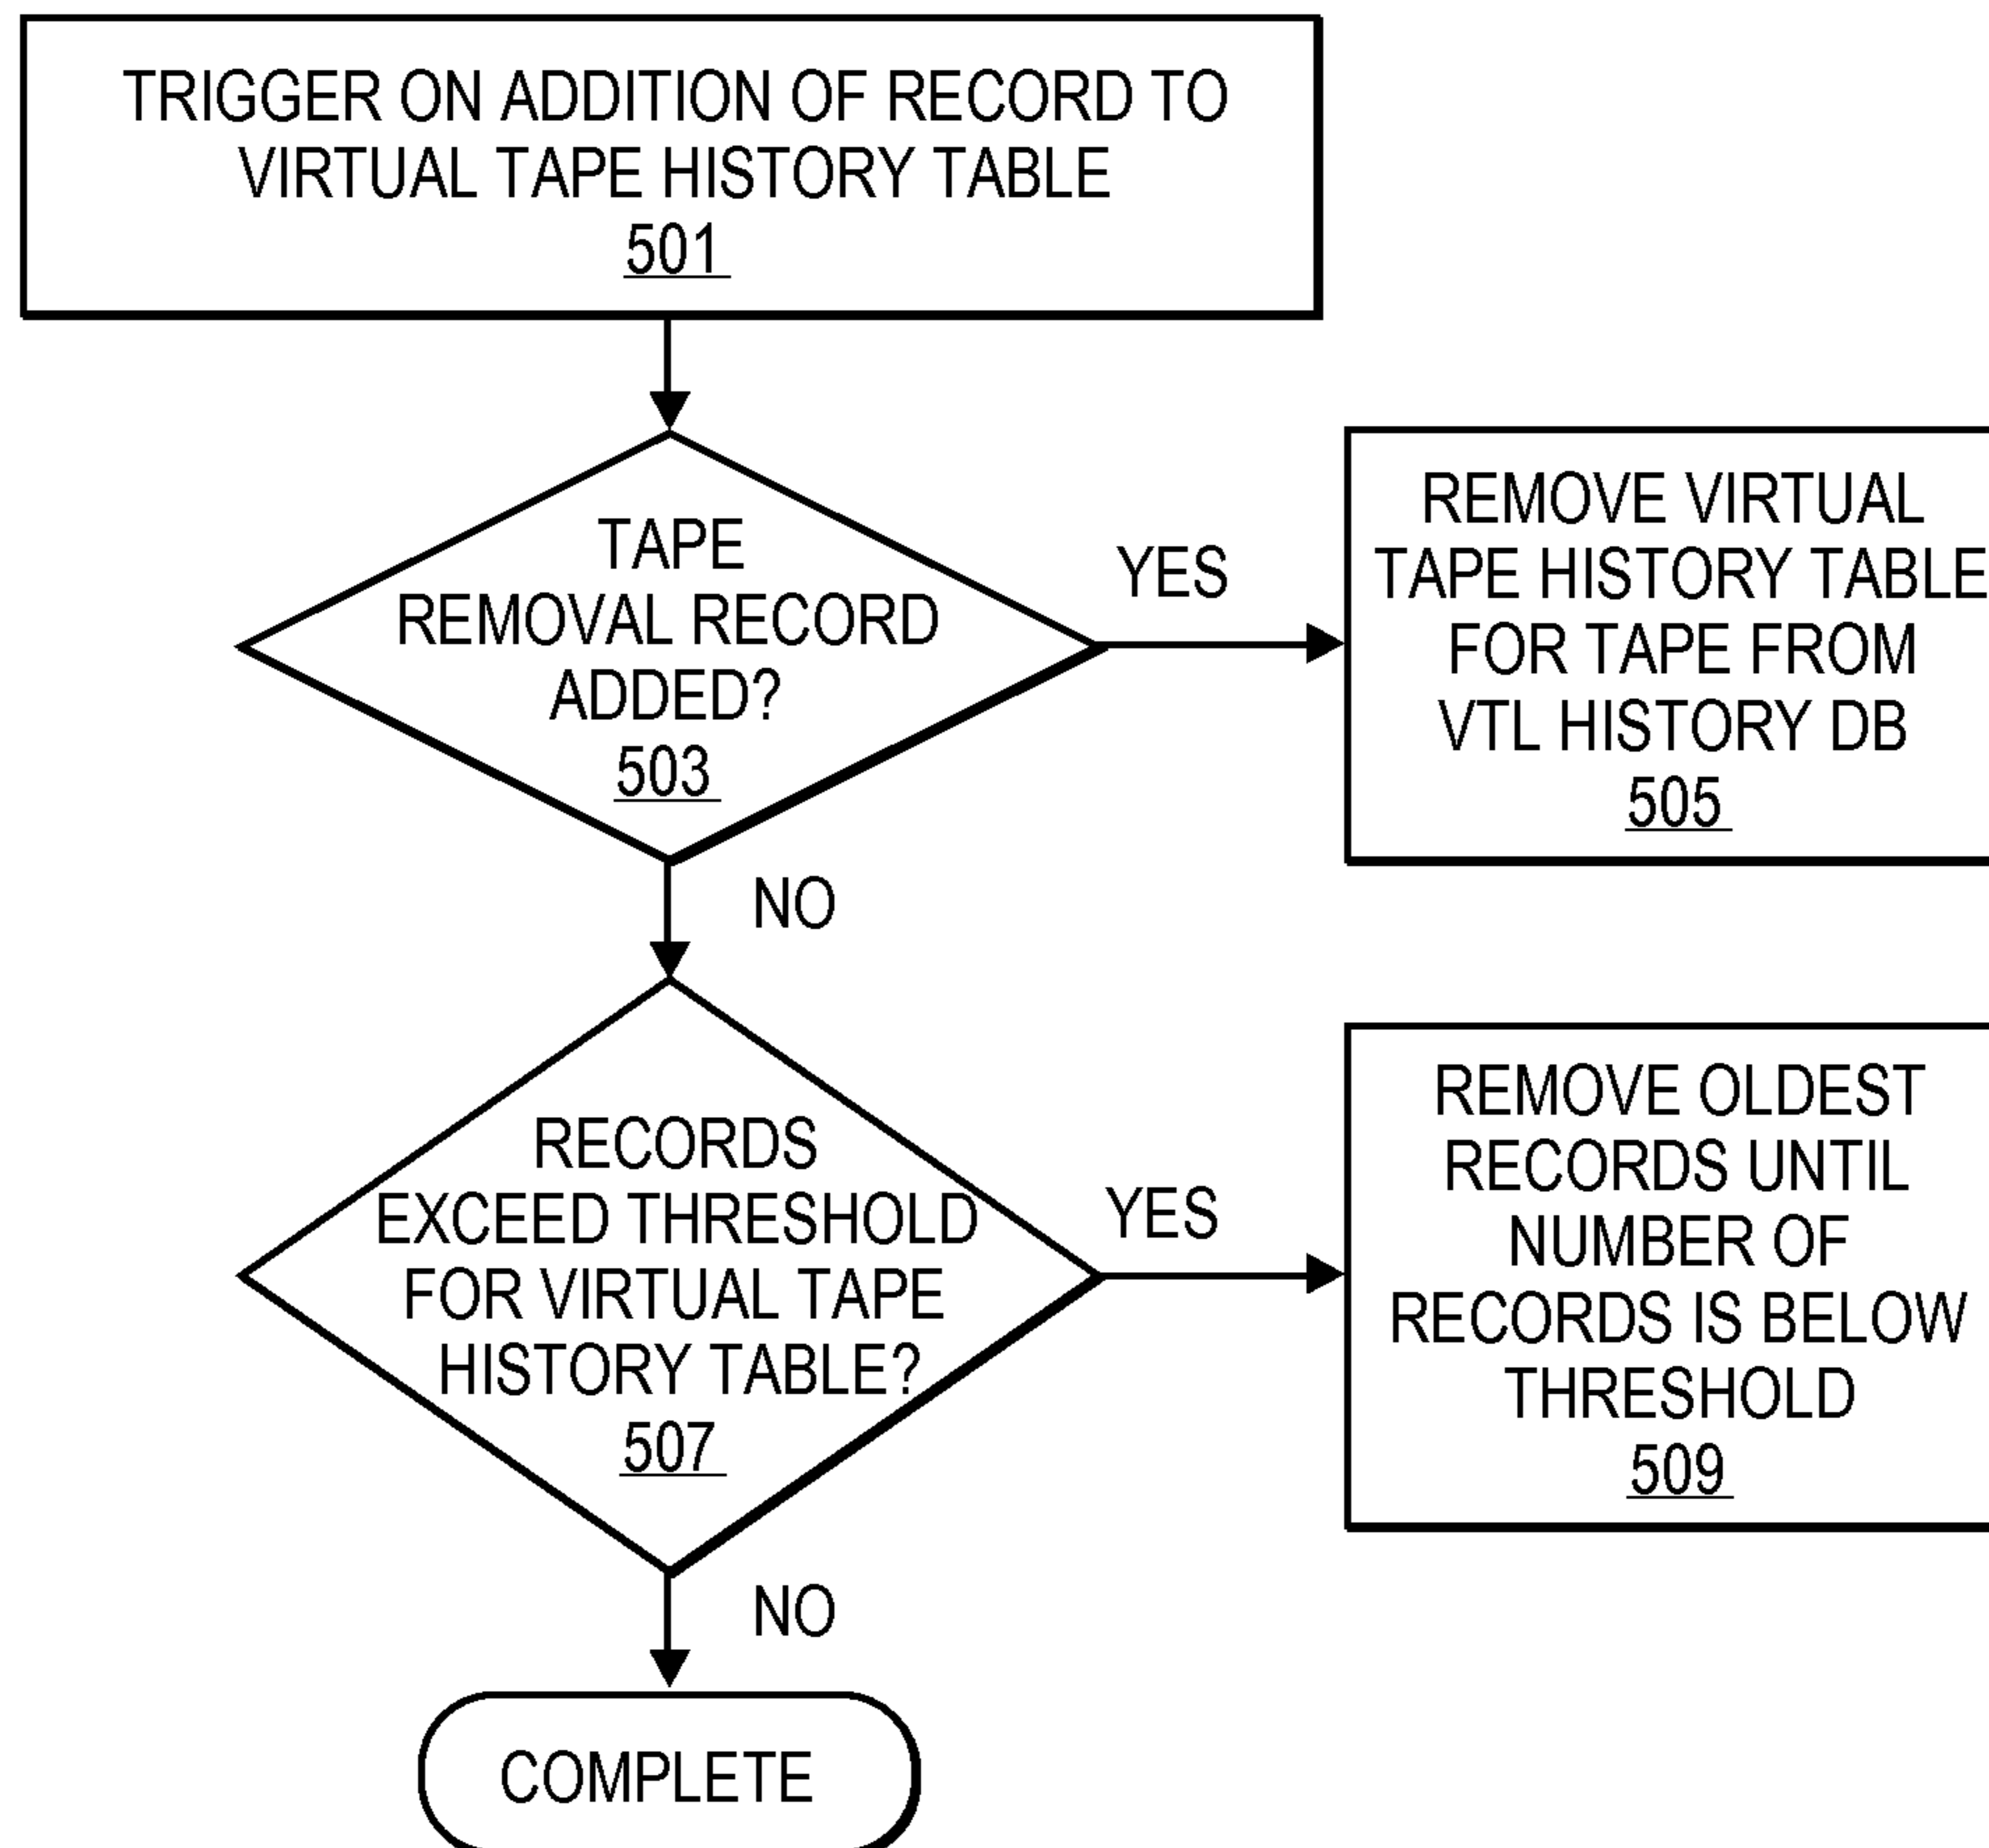 TRIGGER ON ADDITION OF RECORD TO
VIRTUAL TAPE HISTORY TABLE
501
TAPE
REMOVAL RECORD
ADDED?
503
YES
REMOVE VIRTUAL
TAPE HISTORY TABLE
FOR TAPE FROM
VTL HISTORY DB
505
NO
RECORDS
EXCEED THRESHOLD
FOR VIRTUAL TAPE
HISTORY TABLE?
507
YES
REMOVE OLDEST
RECORDS UNTIL
NUMBER OF
RECORDS IS BELOW
THRESHOLD
509
NO
COMPLETE